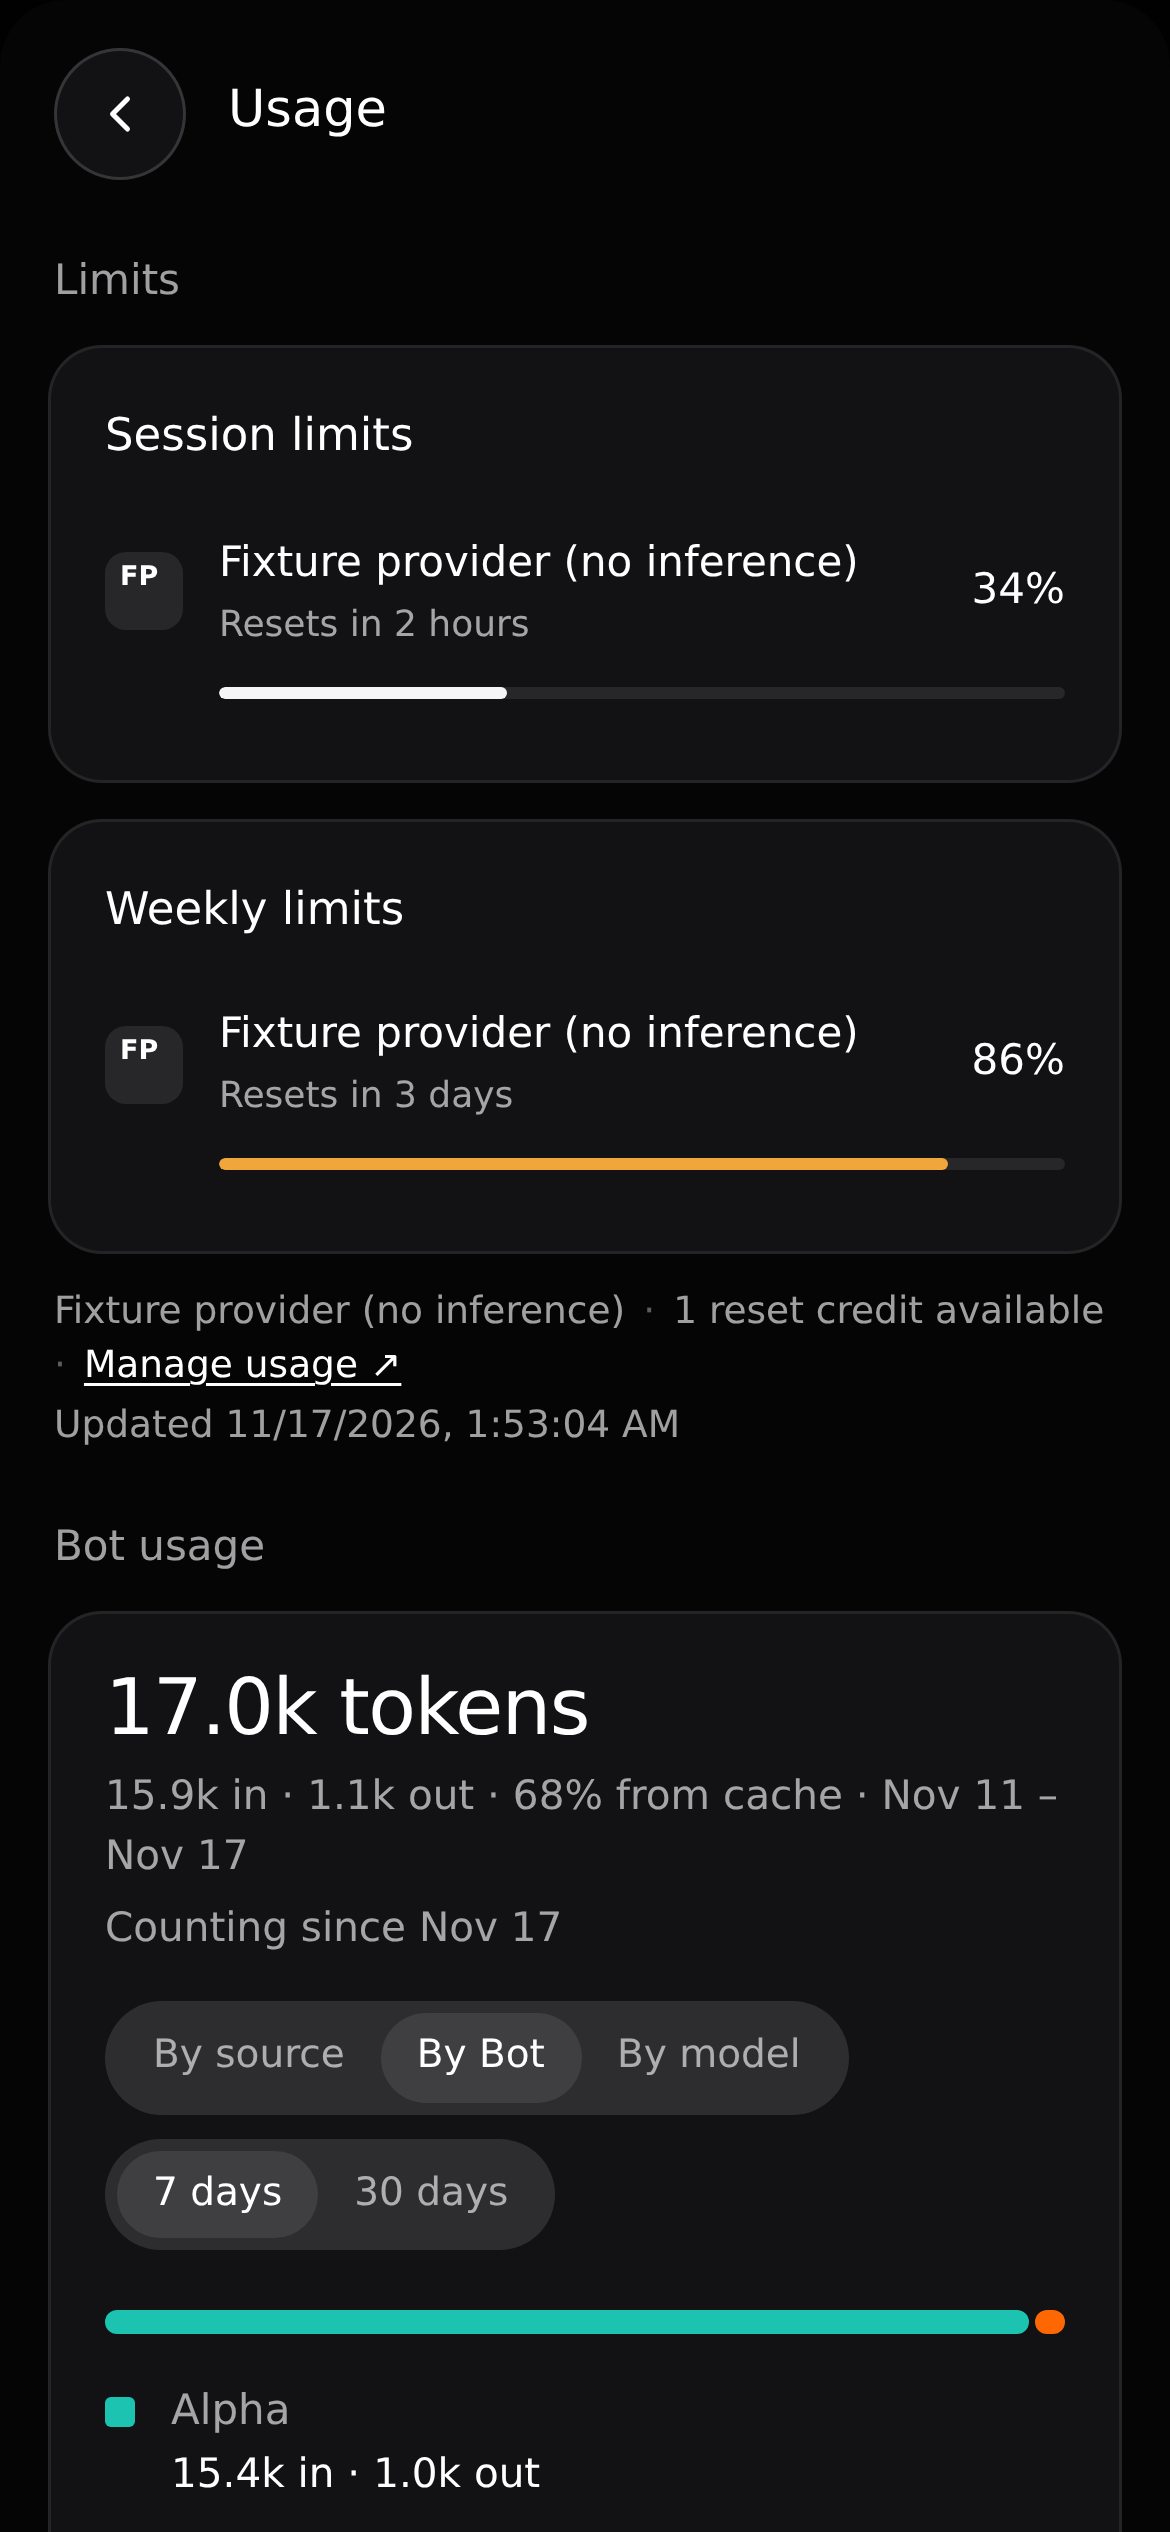 Usage
Limits
Session limits
FP
Fixture provider (no inference)
34%
Resets in 2 hours
Weekly limits
FP
Fixture provider (no inference)
86%
Resets in 3 days
Fixture provider (no inference) · 1 reset credit available
· Manage usage ↗
Updated 11/17/2026, 1:53:04 AM
Bot usage
17.0k tokens
15.9k in · 1.1k out · 68% from cache · Nov 11 –
Nov 17
Counting since Nov 17
By source By Bot By model
7 days 30 days
Alpha
15.4k in · 1.0k out